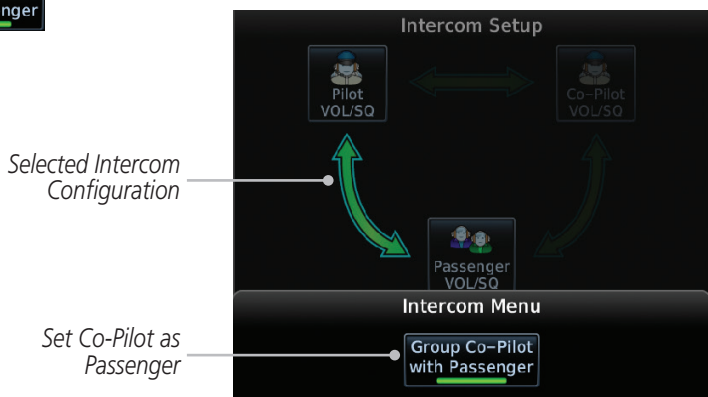 nger
Intercom Setup
Pilot
VOL/SQ
Co-Pilot
VOL/SQ
Selected Intercom
Configuration
Passenger
VOL/SQ
Intercom Menu
Set Co-Pilot as
Passenger
Group Co-Pilot
with Passenger